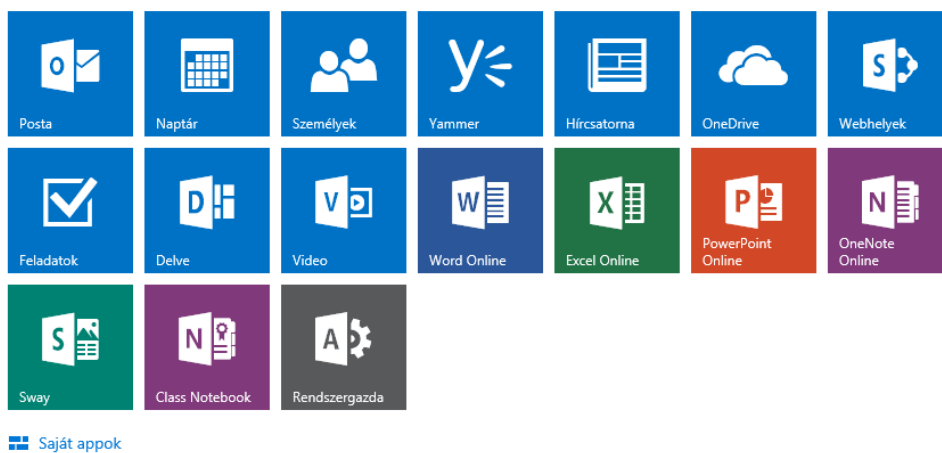 Posta
Naptár
Személyek
Yammer
Hírcsatorna
OneDrive
Webhelyek
Feladatok
Delve
Video
Word Online
Excel Online
PowerPoint
Online
OneNote
Online
Sway
Class Notebook
Rendszergazda
Saját appok